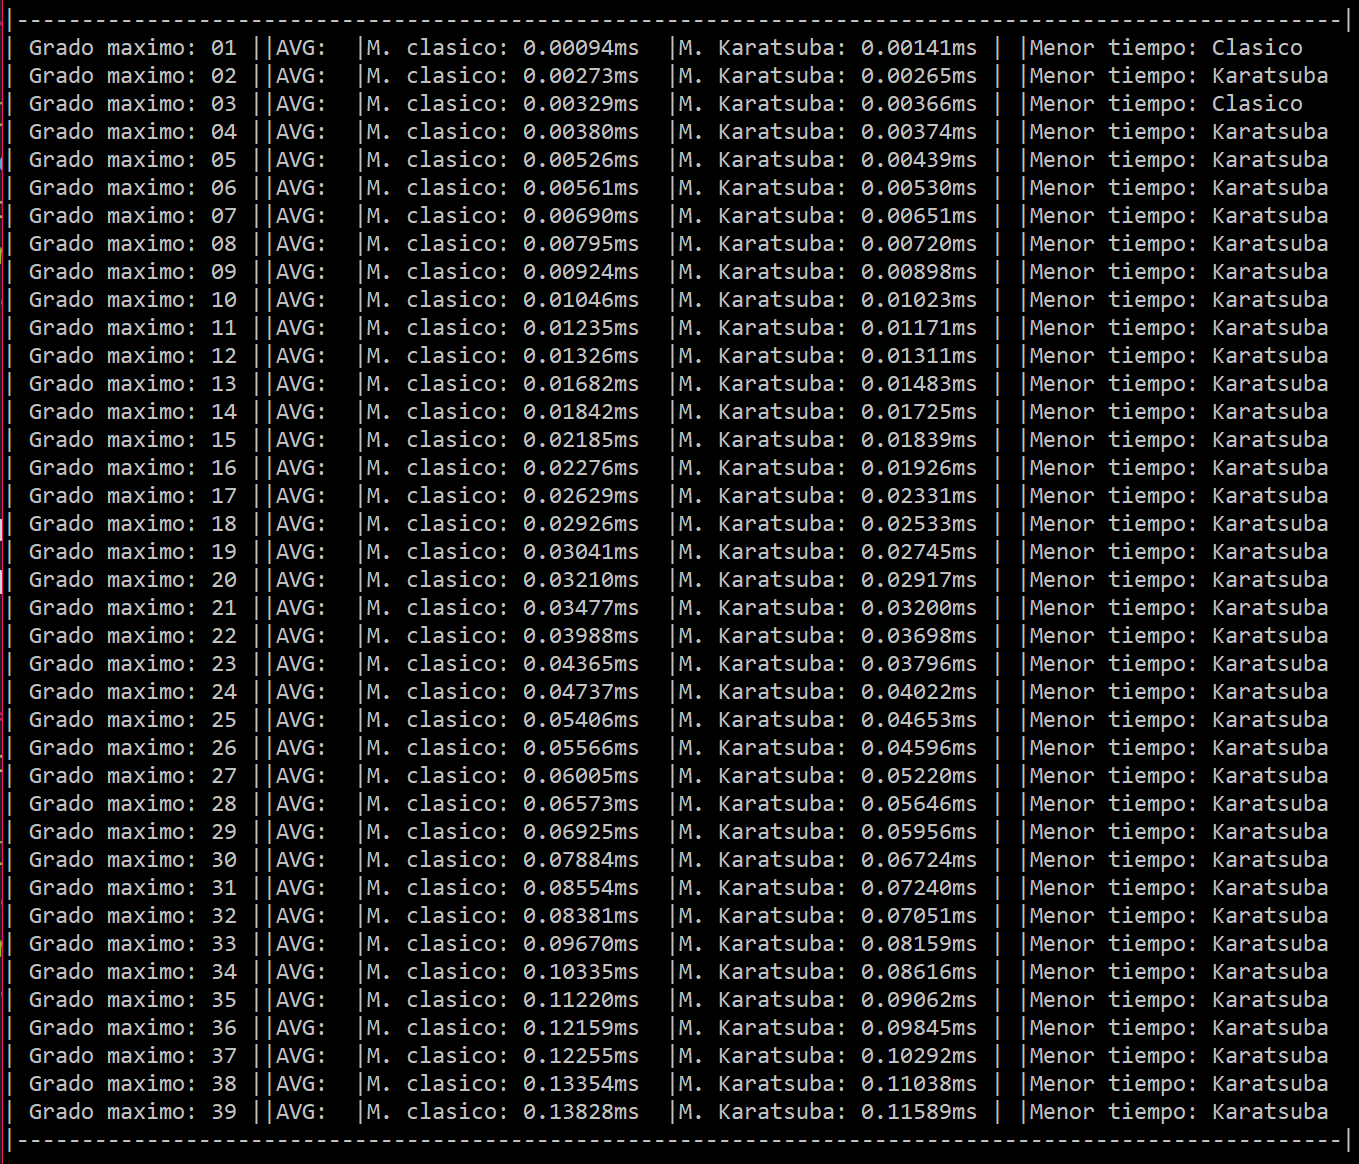 |------------------------------------------------------------------------------------------------------|
| Grado maximo: 01 ||AVG:  |M. clasico: 0.00094ms  |M. Karatsuba: 0.00141ms | |Menor tiempo: Clasico
| Grado maximo: 02 ||AVG:  |M. clasico: 0.00273ms  |M. Karatsuba: 0.00265ms | |Menor tiempo: Karatsuba
| Grado maximo: 03 ||AVG:  |M. clasico: 0.00329ms  |M. Karatsuba: 0.00366ms | |Menor tiempo: Clasico
| Grado maximo: 04 ||AVG:  |M. clasico: 0.00380ms  |M. Karatsuba: 0.00374ms | |Menor tiempo: Karatsuba
| Grado maximo: 05 ||AVG:  |M. clasico: 0.00526ms  |M. Karatsuba: 0.00439ms | |Menor tiempo: Karatsuba
| Grado maximo: 06 ||AVG:  |M. clasico: 0.00561ms  |M. Karatsuba: 0.00530ms | |Menor tiempo: Karatsuba
| Grado maximo: 07 ||AVG:  |M. clasico: 0.00690ms  |M. Karatsuba: 0.00651ms | |Menor tiempo: Karatsuba
| Grado maximo: 08 ||AVG:  |M. clasico: 0.00795ms  |M. Karatsuba: 0.00720ms | |Menor tiempo: Karatsuba
| Grado maximo: 09 ||AVG:  |M. clasico: 0.00924ms  |M. Karatsuba: 0.00898ms | |Menor tiempo: Karatsuba
| Grado maximo: 10 ||AVG:  |M. clasico: 0.01046ms  |M. Karatsuba: 0.01023ms | |Menor tiempo: Karatsuba
| Grado maximo: 11 ||AVG:  |M. clasico: 0.01235ms  |M. Karatsuba: 0.01171ms | |Menor tiempo: Karatsuba
| Grado maximo: 12 ||AVG:  |M. clasico: 0.01326ms  |M. Karatsuba: 0.01311ms | |Menor tiempo: Karatsuba
| Grado maximo: 13 ||AVG:  |M. clasico: 0.01682ms  |M. Karatsuba: 0.01483ms | |Menor tiempo: Karatsuba
| Grado maximo: 14 ||AVG:  |M. clasico: 0.01842ms  |M. Karatsuba: 0.01725ms | |Menor tiempo: Karatsuba
| Grado maximo: 15 ||AVG:  |M. clasico: 0.02185ms  |M. Karatsuba: 0.01839ms | |Menor tiempo: Karatsuba
| Grado maximo: 16 ||AVG:  |M. clasico: 0.02276ms  |M. Karatsuba: 0.01926ms | |Menor tiempo: Karatsuba
| Grado maximo: 17 ||AVG:  |M. clasico: 0.02629ms  |M. Karatsuba: 0.02331ms | |Menor tiempo: Karatsuba
| Grado maximo: 18 ||AVG:  |M. clasico: 0.02926ms  |M. Karatsuba: 0.02533ms | |Menor tiempo: Karatsuba
| Grado maximo: 19 ||AVG:  |M. clasico: 0.03041ms  |M. Karatsuba: 0.02745ms | |Menor tiempo: Karatsuba
| Grado maximo: 20 ||AVG:  |M. clasico: 0.03210ms  |M. Karatsuba: 0.02917ms | |Menor tiempo: Karatsuba
| Grado maximo: 21 ||AVG:  |M. clasico: 0.03477ms  |M. Karatsuba: 0.03200ms | |Menor tiempo: Karatsuba
| Grado maximo: 22 ||AVG:  |M. clasico: 0.03988ms  |M. Karatsuba: 0.03698ms | |Menor tiempo: Karatsuba
| Grado maximo: 23 ||AVG:  |M. clasico: 0.04365ms  |M. Karatsuba: 0.03796ms | |Menor tiempo: Karatsuba
| Grado maximo: 24 ||AVG:  |M. clasico: 0.04737ms  |M. Karatsuba: 0.04022ms | |Menor tiempo: Karatsuba
| Grado maximo: 25 ||AVG:  |M. clasico: 0.05406ms  |M. Karatsuba: 0.04653ms | |Menor tiempo: Karatsuba
| Grado maximo: 26 ||AVG:  |M. clasico: 0.05566ms  |M. Karatsuba: 0.04596ms | |Menor tiempo: Karatsuba
| Grado maximo: 27 ||AVG:  |M. clasico: 0.06005ms  |M. Karatsuba: 0.05220ms | |Menor tiempo: Karatsuba
| Grado maximo: 28 ||AVG:  |M. clasico: 0.06573ms  |M. Karatsuba: 0.05646ms | |Menor tiempo: Karatsuba
| Grado maximo: 29 ||AVG:  |M. clasico: 0.06925ms  |M. Karatsuba: 0.05956ms | |Menor tiempo: Karatsuba
| Grado maximo: 30 ||AVG:  |M. clasico: 0.07884ms  |M. Karatsuba: 0.06724ms | |Menor tiempo: Karatsuba
| Grado maximo: 31 ||AVG:  |M. clasico: 0.08554ms  |M. Karatsuba: 0.07240ms | |Menor tiempo: Karatsuba
| Grado maximo: 32 ||AVG:  |M. clasico: 0.08381ms  |M. Karatsuba: 0.07051ms | |Menor tiempo: Karatsuba
| Grado maximo: 33 ||AVG:  |M. clasico: 0.09670ms  |M. Karatsuba: 0.08159ms | |Menor tiempo: Karatsuba
| Grado maximo: 34 ||AVG:  |M. clasico: 0.10335ms  |M. Karatsuba: 0.08616ms | |Menor tiempo: Karatsuba
| Grado maximo: 35 ||AVG:  |M. clasico: 0.11220ms  |M. Karatsuba: 0.09062ms | |Menor tiempo: Karatsuba
| Grado maximo: 36 ||AVG:  |M. clasico: 0.12159ms  |M. Karatsuba: 0.09845ms | |Menor tiempo: Karatsuba
| Grado maximo: 37 ||AVG:  |M. clasico: 0.12255ms  |M. Karatsuba: 0.10292ms | |Menor tiempo: Karatsuba
| Grado maximo: 38 ||AVG:  |M. clasico: 0.13354ms  |M. Karatsuba: 0.11038ms | |Menor tiempo: Karatsuba
| Grado maximo: 39 ||AVG:  |M. clasico: 0.13828ms  |M. Karatsuba: 0.11589ms | |Menor tiempo: Karatsuba
|------------------------------------------------------------------------------------------------------|